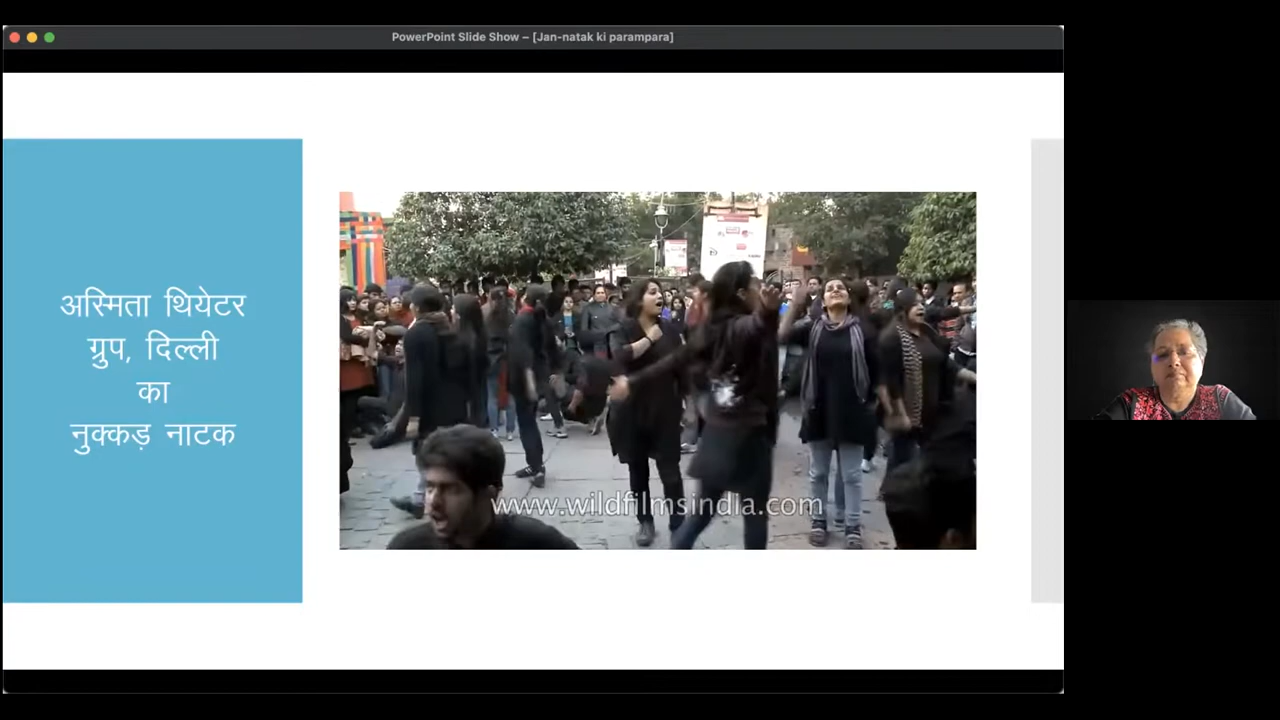 PowerPoint Slide Show – [Jan-natak ki parampara]
अस्मिता थियेटर
ग्रुप, दिल्ली
का
नुक्कड़ नाटक
www.wildfilmsindia.com